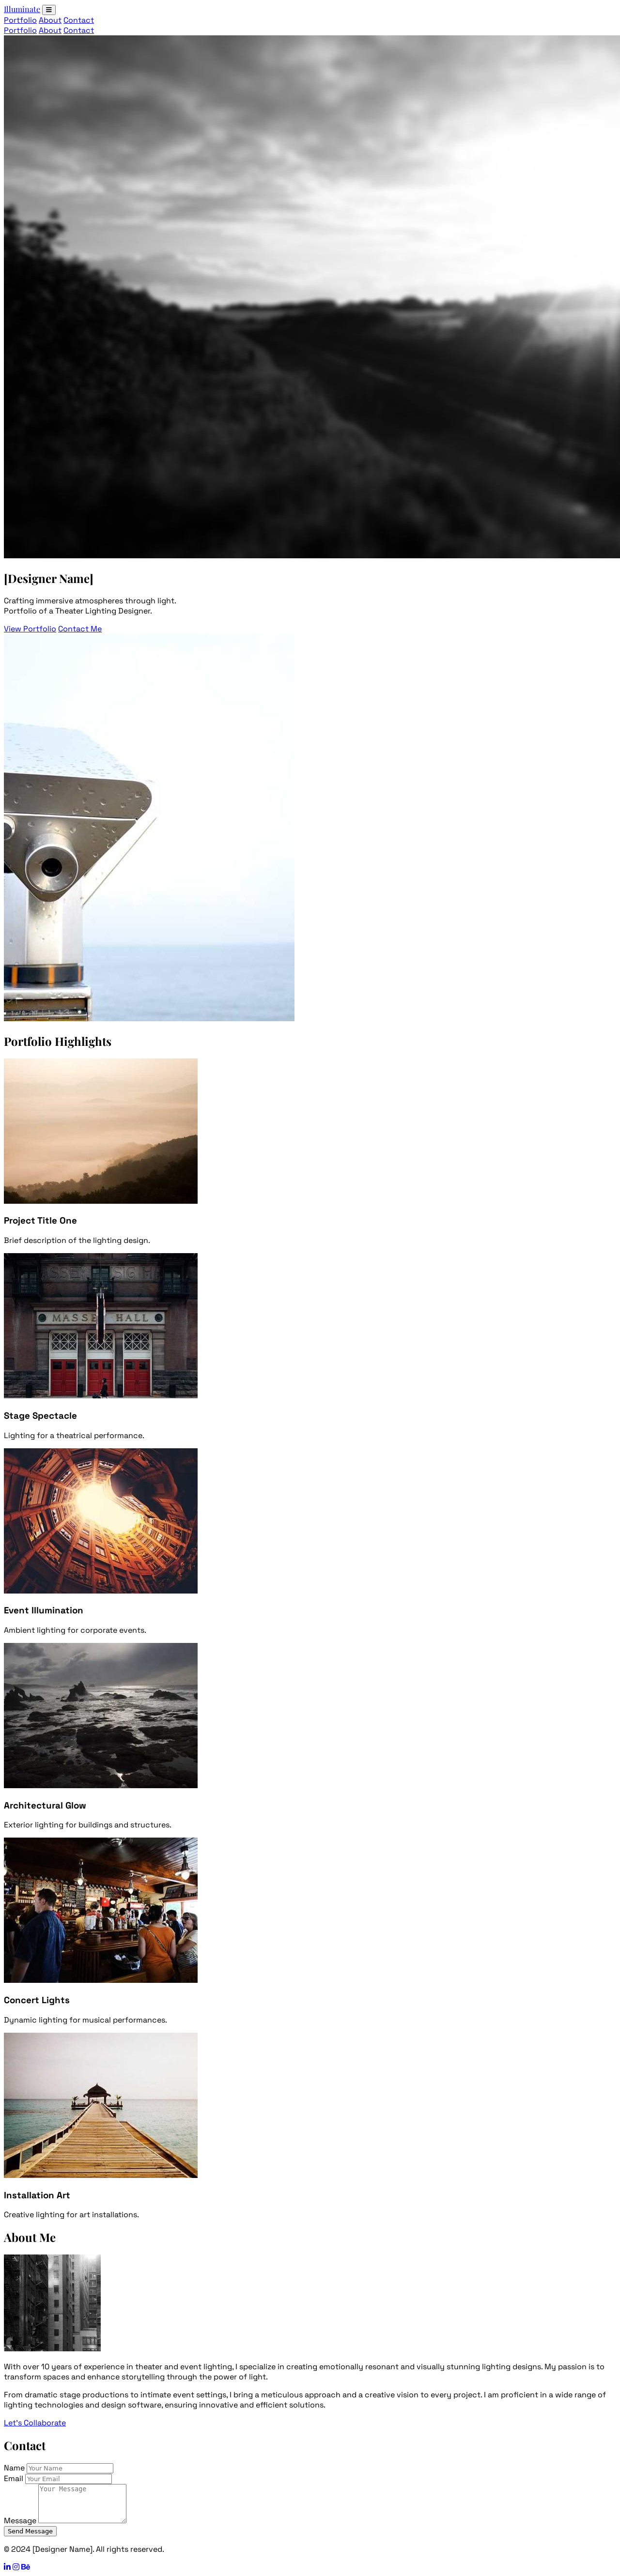 Illuminate
Portfolio About Contact
Portfolio About Contact
[Designer Name]
Crafting immersive atmospheres through light.
Portfolio of a Theater Lighting Designer.
View Portfolio Contact Me
Portfolio Highlights
Project Title One
Brief description of the lighting design.
MASSEY HALL
Stage Spectacle
Lighting for a theatrical performance.
Event Illumination
Ambient lighting for corporate events.
Architectural Glow
Exterior lighting for buildings and structures.
Concert Lights
Dynamic lighting for musical performances.
Installation Art
Creative lighting for art installations.
About Me
With over 10 years of experience in theater and event lighting, I specialize in creating emotionally resonant and visually stunning lighting designs. My passion is to
transform spaces and enhance storytelling through the power of light.
From dramatic stage productions to intimate event settings, I bring a meticulous approach and a creative vision to every project. I am proficient in a wide range of
lighting technologies and design software, ensuring innovative and efficient solutions.
Let's Collaborate
Contact
Name Your Name
Email Your Email
Message Your Message
Send Message
© 2024 [Designer Name]. All rights reserved.